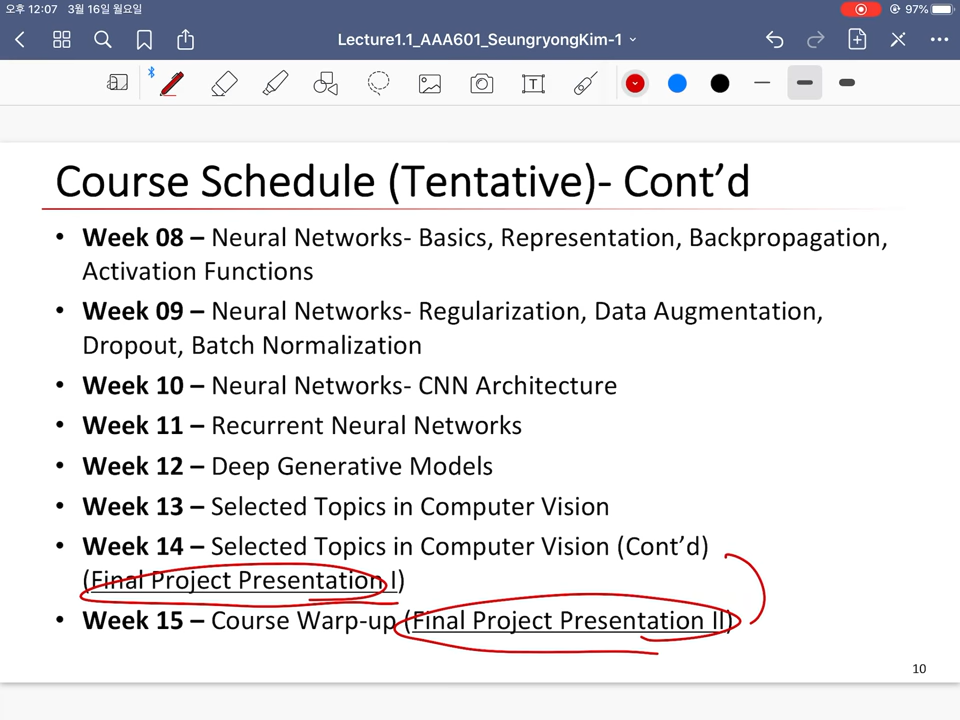 오후 12:07 3월 16일 월요일
97%
Lecture1.1_AAA601_SeungryongKim-1
T
Course Schedule (Tentative)- Cont’d
• Week 08 – Neural Networks- Basics, Representation, Backpropagation,
Activation Functions
• Week 09 – Neural Networks- Regularization, Data Augmentation,
Dropout, Batch Normalization
• Week 10 – Neural Networks- CNN Architecture
• Week 11 – Recurrent Neural Networks
• Week 12 – Deep Generative Models
• Week 13 – Selected Topics in Computer Vision
• Week 14 – Selected Topics in Computer Vision (Cont’d)
(Final Project Presentation I)
• Week 15 – Course Warp-up (Final Project Presentation II)
10